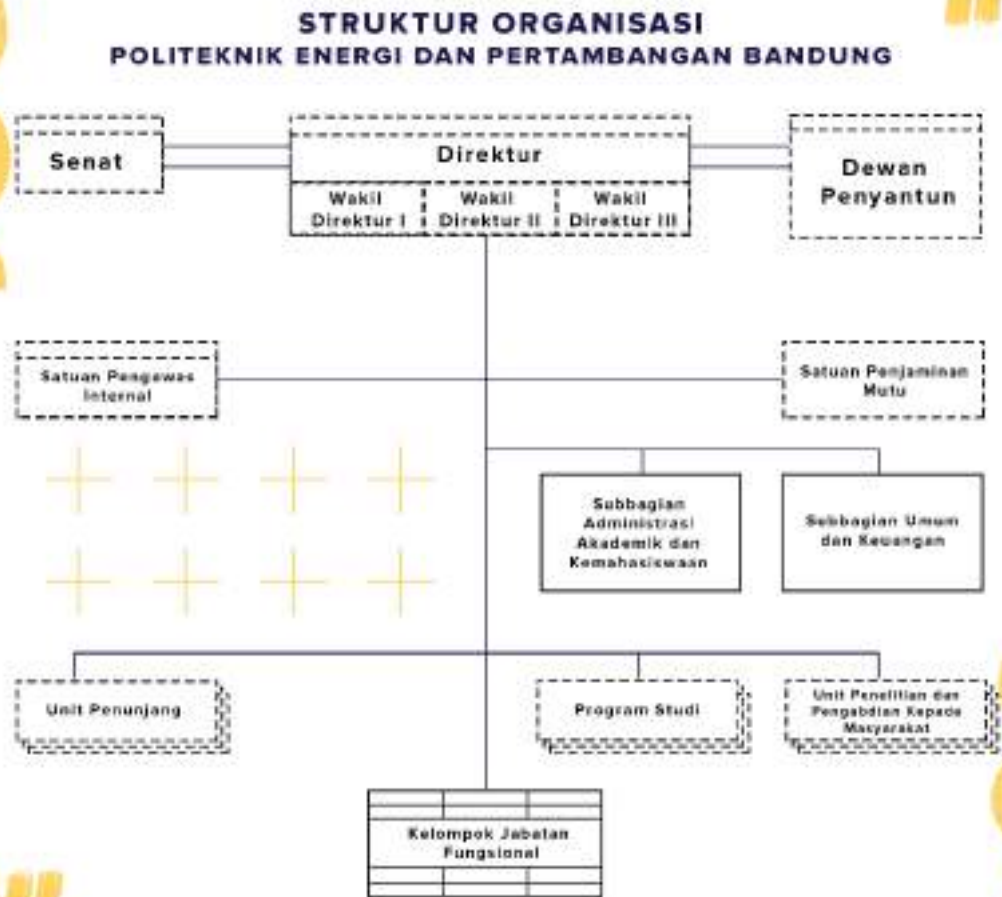 STRUKTUR ORGANISASI
POLITEKNIK ENERGI DAN PERTAMBANGAN BANDUNG
Senat
Direktur
Dewan
Penyantun
Wakil
Direktur I
Wakil
Direktur II
Wakil
Direktur III
Satuan Pengawas
Internal
Satuan Penjaminan
Mutu
Subbagian
Administrasi
Akademik dan
Kemahasiswaan
Subbagian Umum
dan Keuangan
Unit Penunjang
Program Studi
Unit Penelitian dan
Pengabdian Kepada
Masyarakat
Kelompok Jabatan
Fungsional